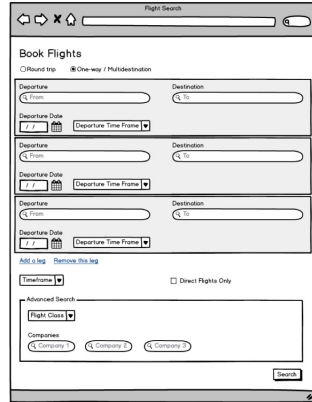 Flight Search
Book Flights
Round trip One-way / Multidestination
Departure Destination
From To
Departure Date
/ / Departure Time Frame
Departure Destination
From To
Departure Date
/ / Departure Time Frame
Departure Destination
From To
Departure Date
/ / Departure Time Frame
Add a leg Remove this leg
Timeframe Direct Flights Only
Advanced Search
Flight Class
Companies
Company 1 Company 2 Company 3
Search